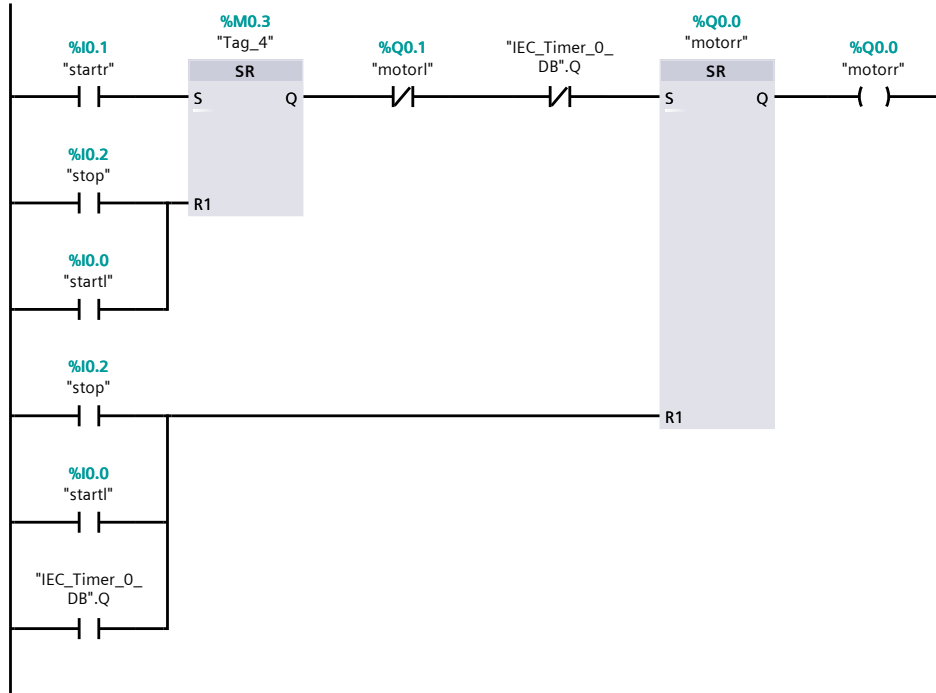 %M0.3
"Tag_4"
%I0.1
"startr"
SR
S
Q
%Q0.1
"motorl"
"IEC_Timer_0_
DB".Q
%Q0.0
"motorr"
SR
S
Q
%Q0.0
"motorr"
%I0.2
"stop"
R1
%I0.0
"startl"
%I0.2
"stop"
R1
%I0.0
"startl"
"IEC_Timer_0_
DB".Q